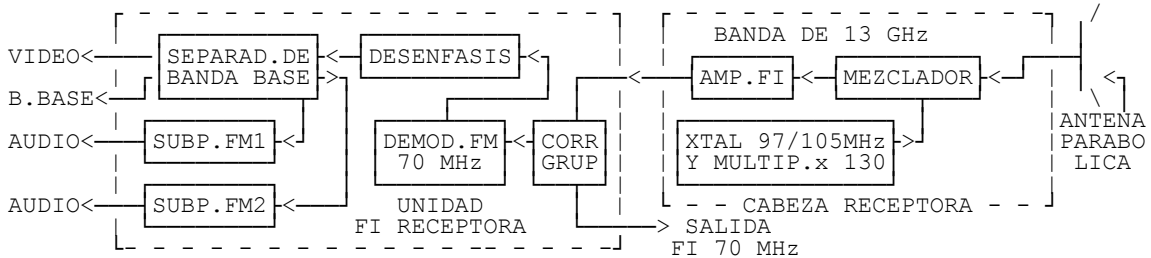 BANDA DE 13 GHz
VIDEO< SEPARAD.DE < DESENFASIS
BANDA BASE > < AMP.FI < MEZCLADOR < <
B.BASE<
ANTENA
AUDIO< SUBP.FM1 < DEMOD.FM < CORR XTAL 97/105MHz > PARABO
70 MHz GRUP Y MULTIP.x 130 LICA
AUDIO< SUBP.FM2 < UNIDAD CABEZA RECEPTORA
FI RECEPTORA > SALIDA
FI 70 MHz